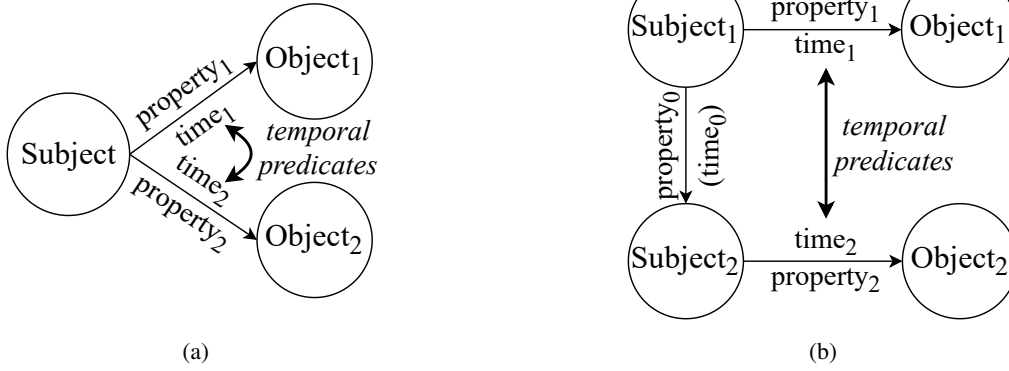 Subject
property₁
time₁
Object₁
temporal
predicates
time₂
property₂
Object₂
(a)
Subject₁
property₁
time₁
Object₁
property₀
(time₀)
temporal
predicates
Subject₂
time₂
property₂
Object₂
(b)